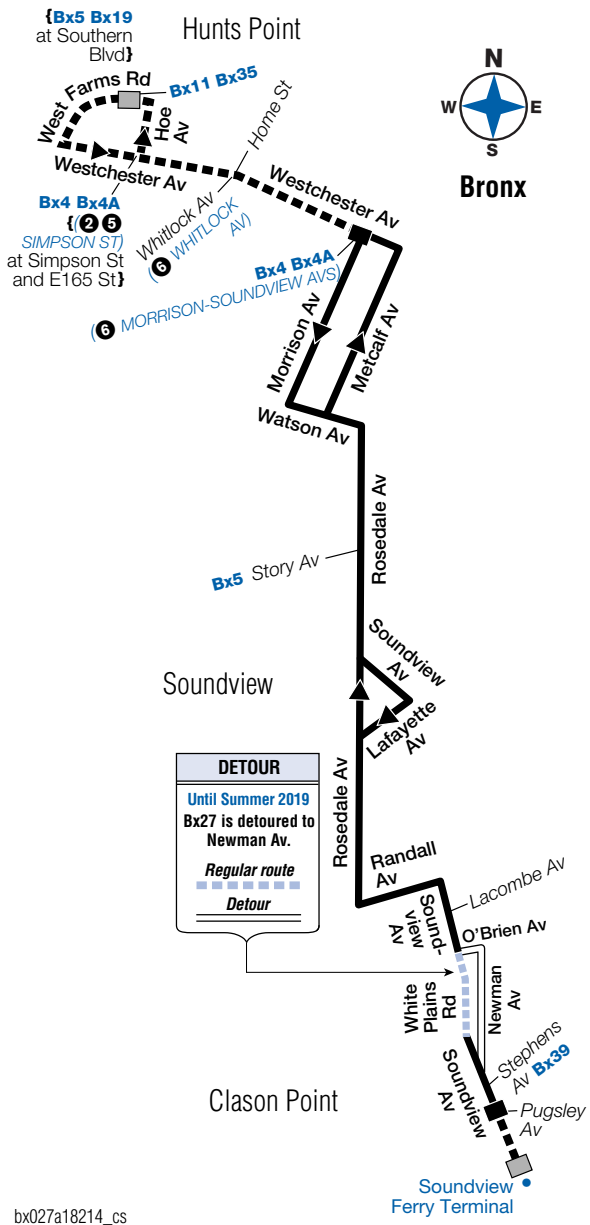 {Bx5 Bx19
at Southern
Blvd}
Hunts Point
West Farms Rd
Bx11 Bx35
Hoe
Av
Westchester Av
Home St
Bx4 Bx4A
{(2 5
SIMPSON ST)
at Simpson St
and E165 St}
Whitlock Av
(6 WHITLOCK
AV)
Westchester Av
N
W E
S
Bronx
Bx4 Bx4A
(6 MORRISON-SOUNDVIEW AVS)
Morrison Av
Metcalf Av
Watson Av
Rosedale Av
Bx5 Story Av
Soundview
Av
Lafayette
Av
Soundview
Rosedale Av
DETOUR
Until Summer 2019
Bx27 is detoured to
Newman Av.
Regular route
Detour
Randall
Av
Lacombe Av
Sound-
view
Av
O'Brien Av
White
Plains
Rd
Newman
Av
Stephens
Av Bx39
Soundview
Av
Clason Point
Pugsley
Av
Soundview
Ferry Terminal
bx027a18214_cs